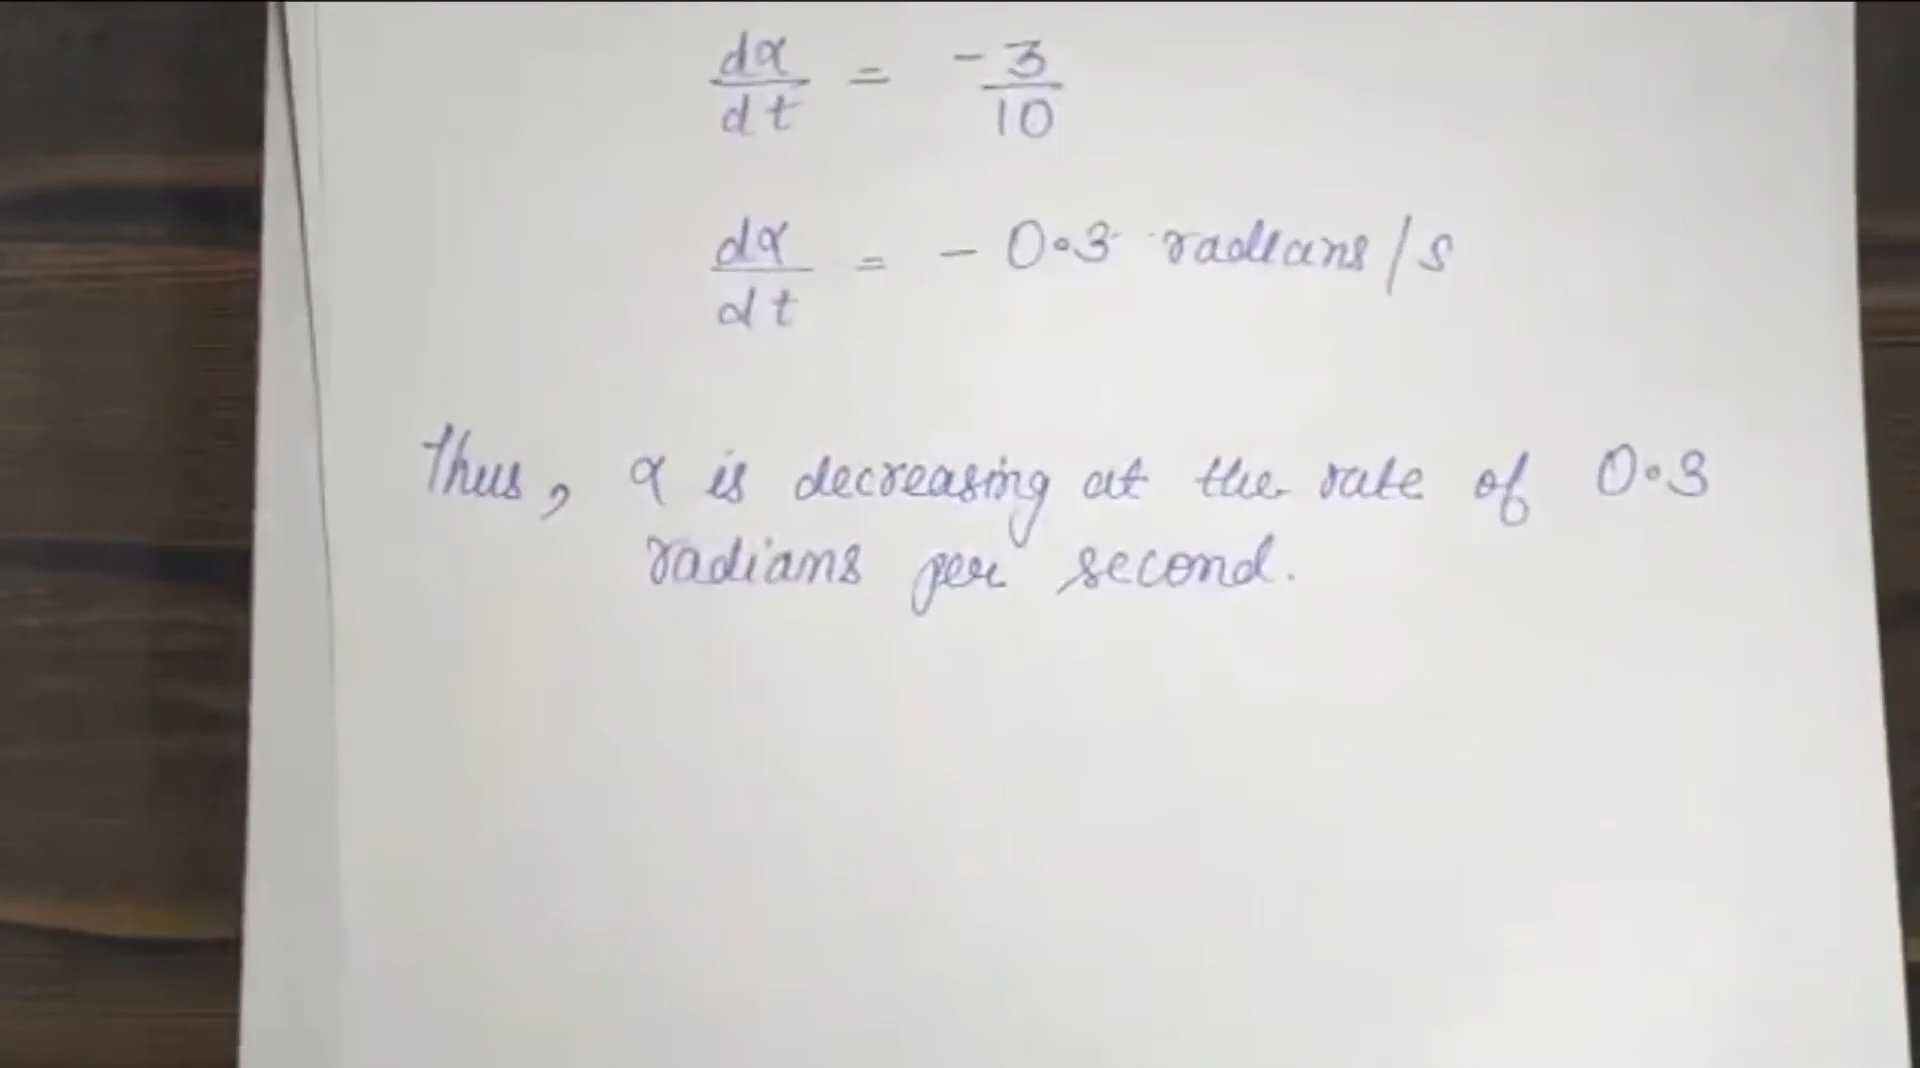 dα/dt = -3/10
dα/dt = - 0.3 radians/s
Thus, α is decreasing at the rate of 0.3
radians per second.